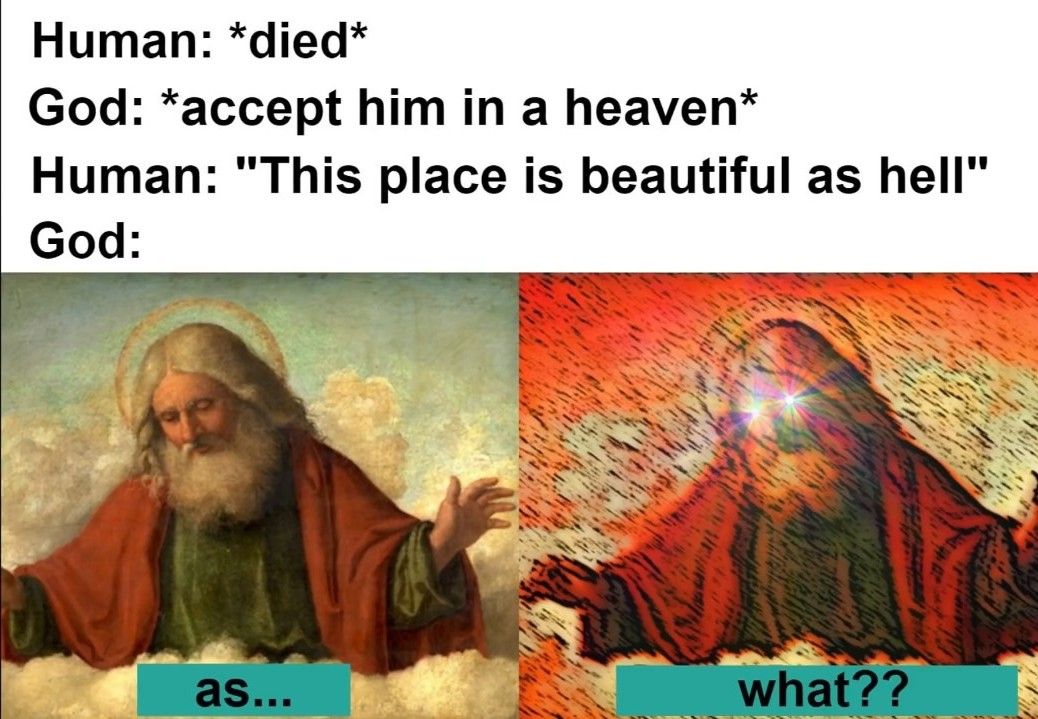 Human: *died*
God: *accept him in a heaven*
Human: "This place is beautiful as hell"
God:
as...
what??